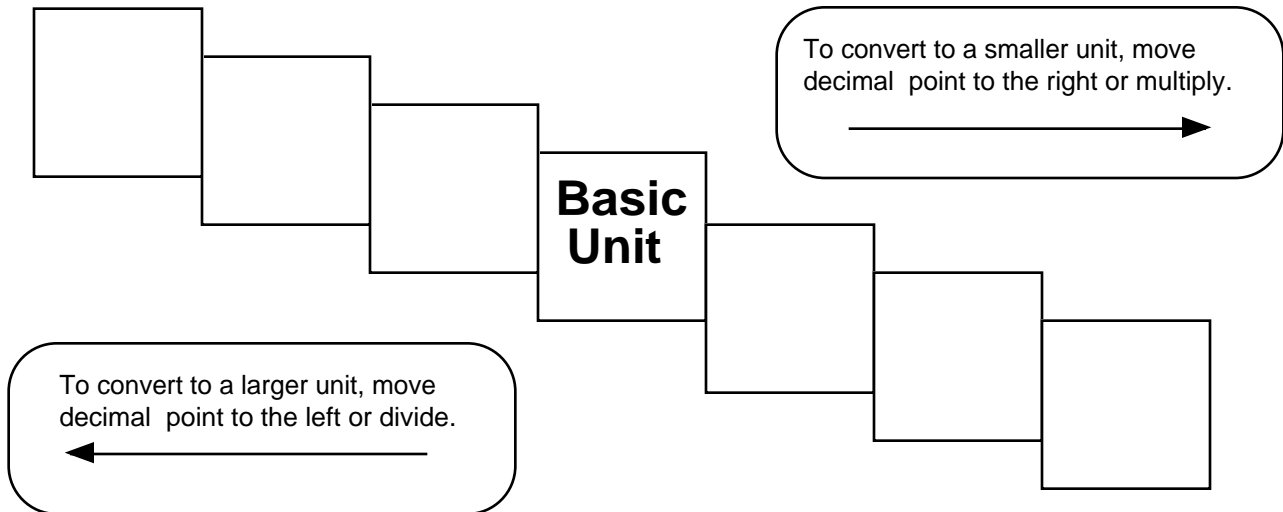 To convert to a smaller unit, move
decimal  point to the right or multiply.
Basic
Unit
To convert to a larger unit, move
decimal  point to the left or divide.